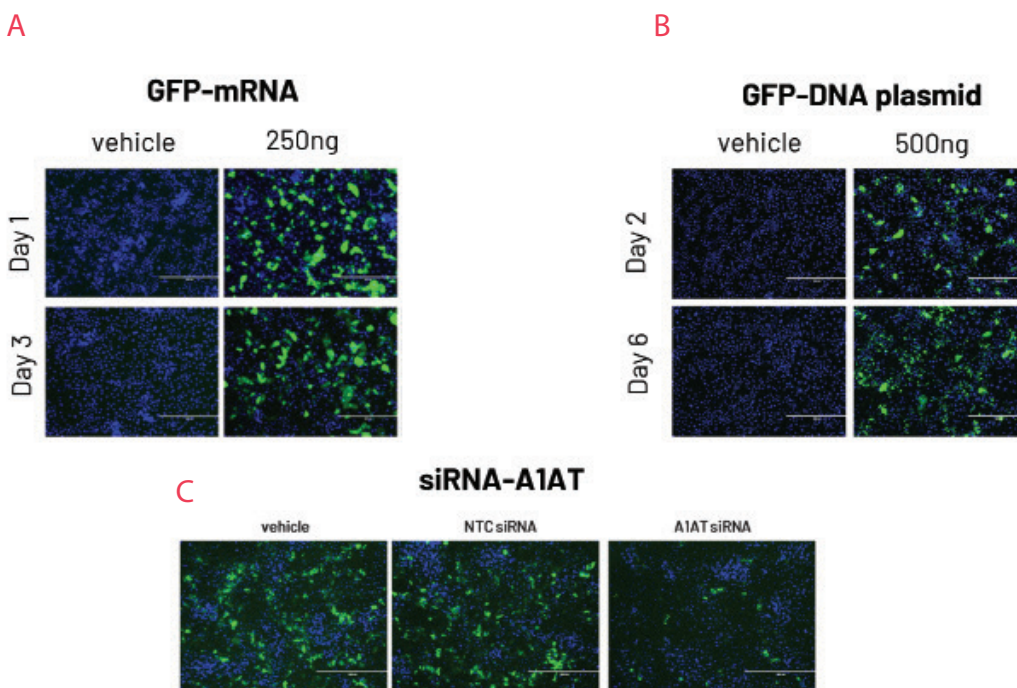 A
B
GFP-mRNA
GFP-DNA plasmid
vehicle
250ng
vehicle
500ng
Day 1
Day 2
Day 3
Day 6
C
siRNA-A1AT
vehicle
NTC siRNA
A1AT siRNA